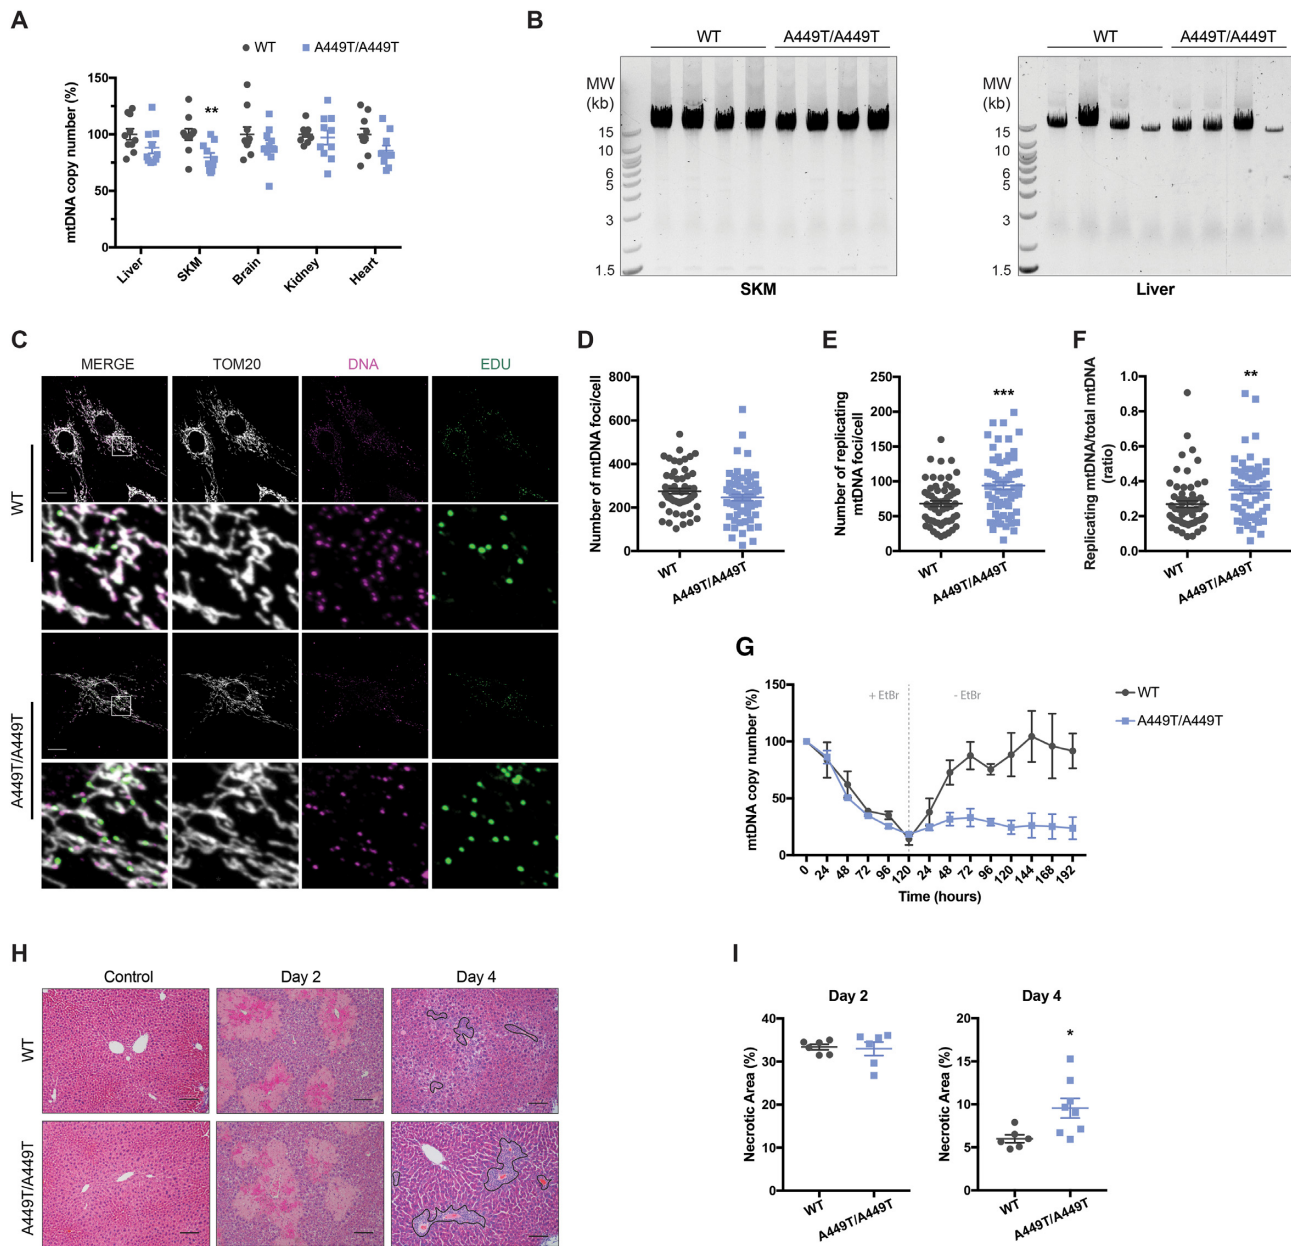 A
WT
A449T/A449T
mtDNA copy number (%)
150
100
50
0
**
Liver
SKM
Brain
Kidney
Heart
B
WT
A449T/A449T
MW
(kb)
15
10
6
5
3
1.5
SKM
WT
A449T/A449T
MW
(kb)
15
10
6
5
3
1.5
Liver
C
MERGE
TOM20
DNA
EDU
WT
A449T/A449T
D
Number of mtDNA foci/cell
800
600
400
200
0
WT
A449T/A449T
E
Number of replicating
mtDNA foci/cell
250
200
150
100
50
0
***
WT
A449T/A449T
F
Replicating mtDNA/total mtDNA
(ratio)
1.0
0.8
0.6
0.4
0.2
0.0
**
WT
A449T/A449T
G
mtDNA copy number (%)
150
100
50
0
+ EtBr
- EtBr
WT
A449T/A449T
0
24
48
72
96
120
24
48
72
96
120
144
168
192
Time (hours)
H
Control
Day 2
Day 4
WT
A449T/A449T
I
Day 2
Necrotic Area (%)
40
30
20
10
0
WT
A449T/A449T
Day 4
Necrotic Area (%)
20
15
10
5
0
*
WT
A449T/A449T